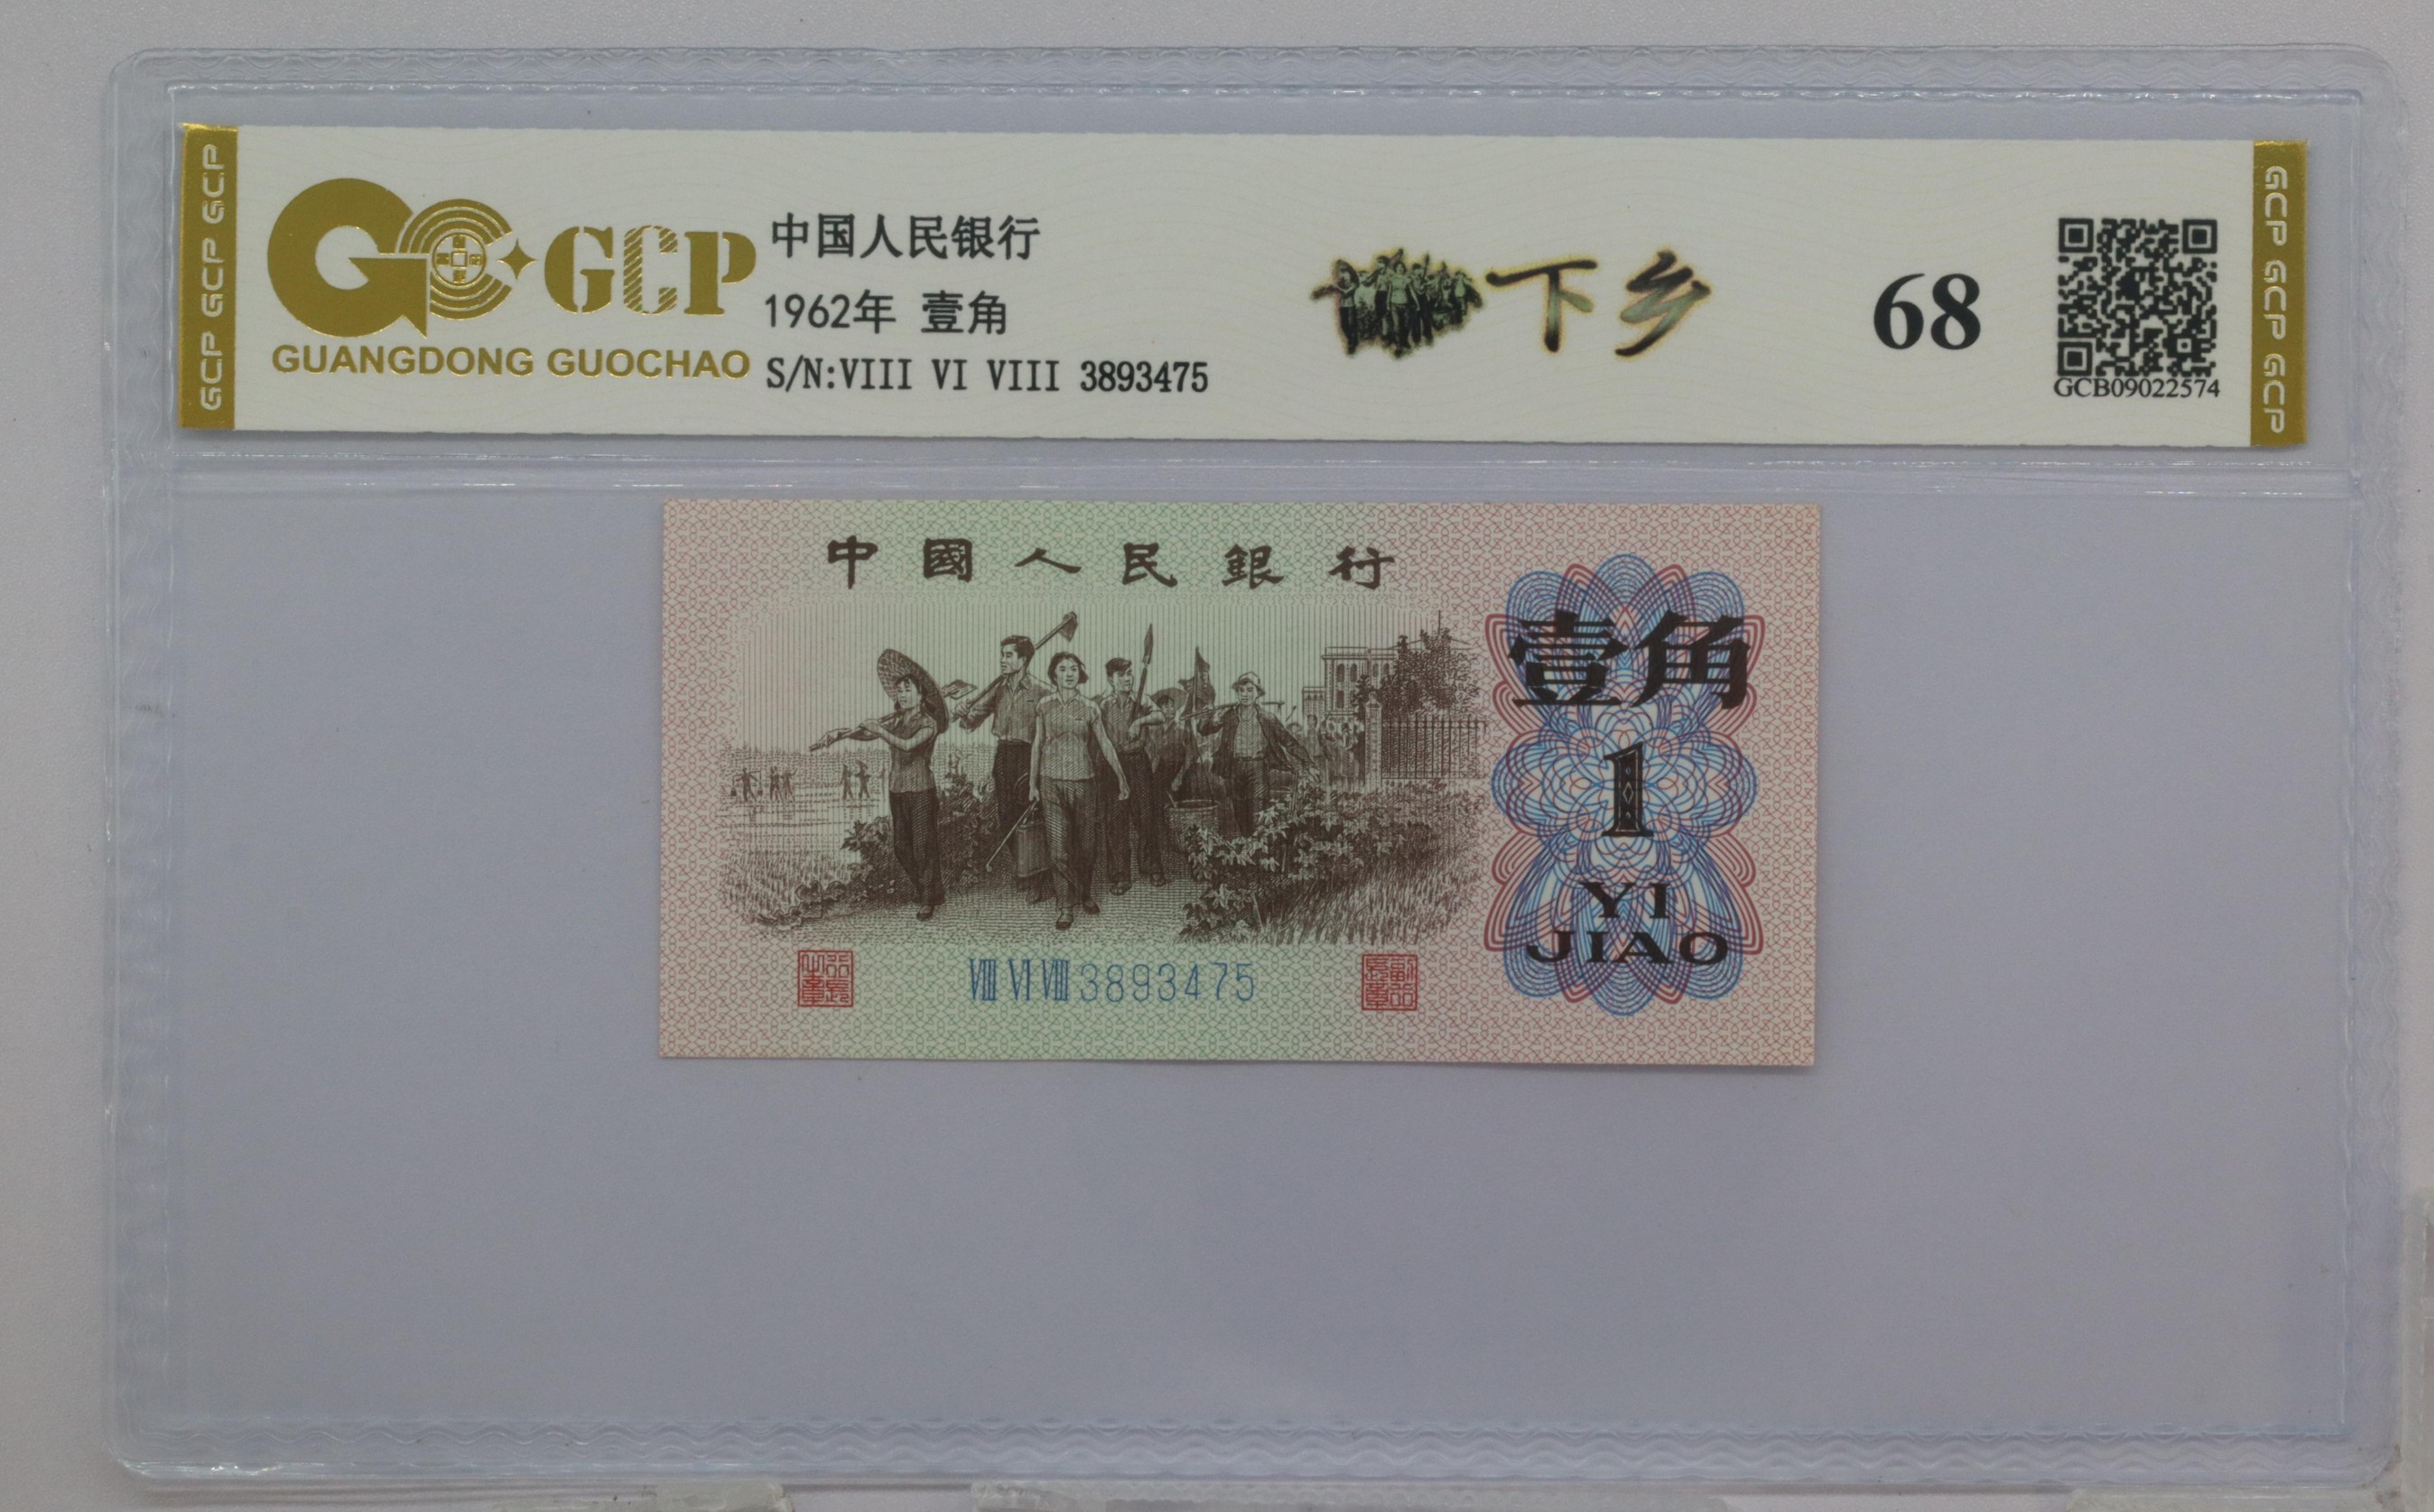 GCP GCP GCP
GCP
GUANGDONG GUOCHAO
中国人民银行
1962年 壹角
S/N:VIII VI VIII 3893475
下乡
68
GCB09022574
GCP GCP GCP
中國人民銀行
壹角
1
YI
JIAO
VIII VI VIII 3893475